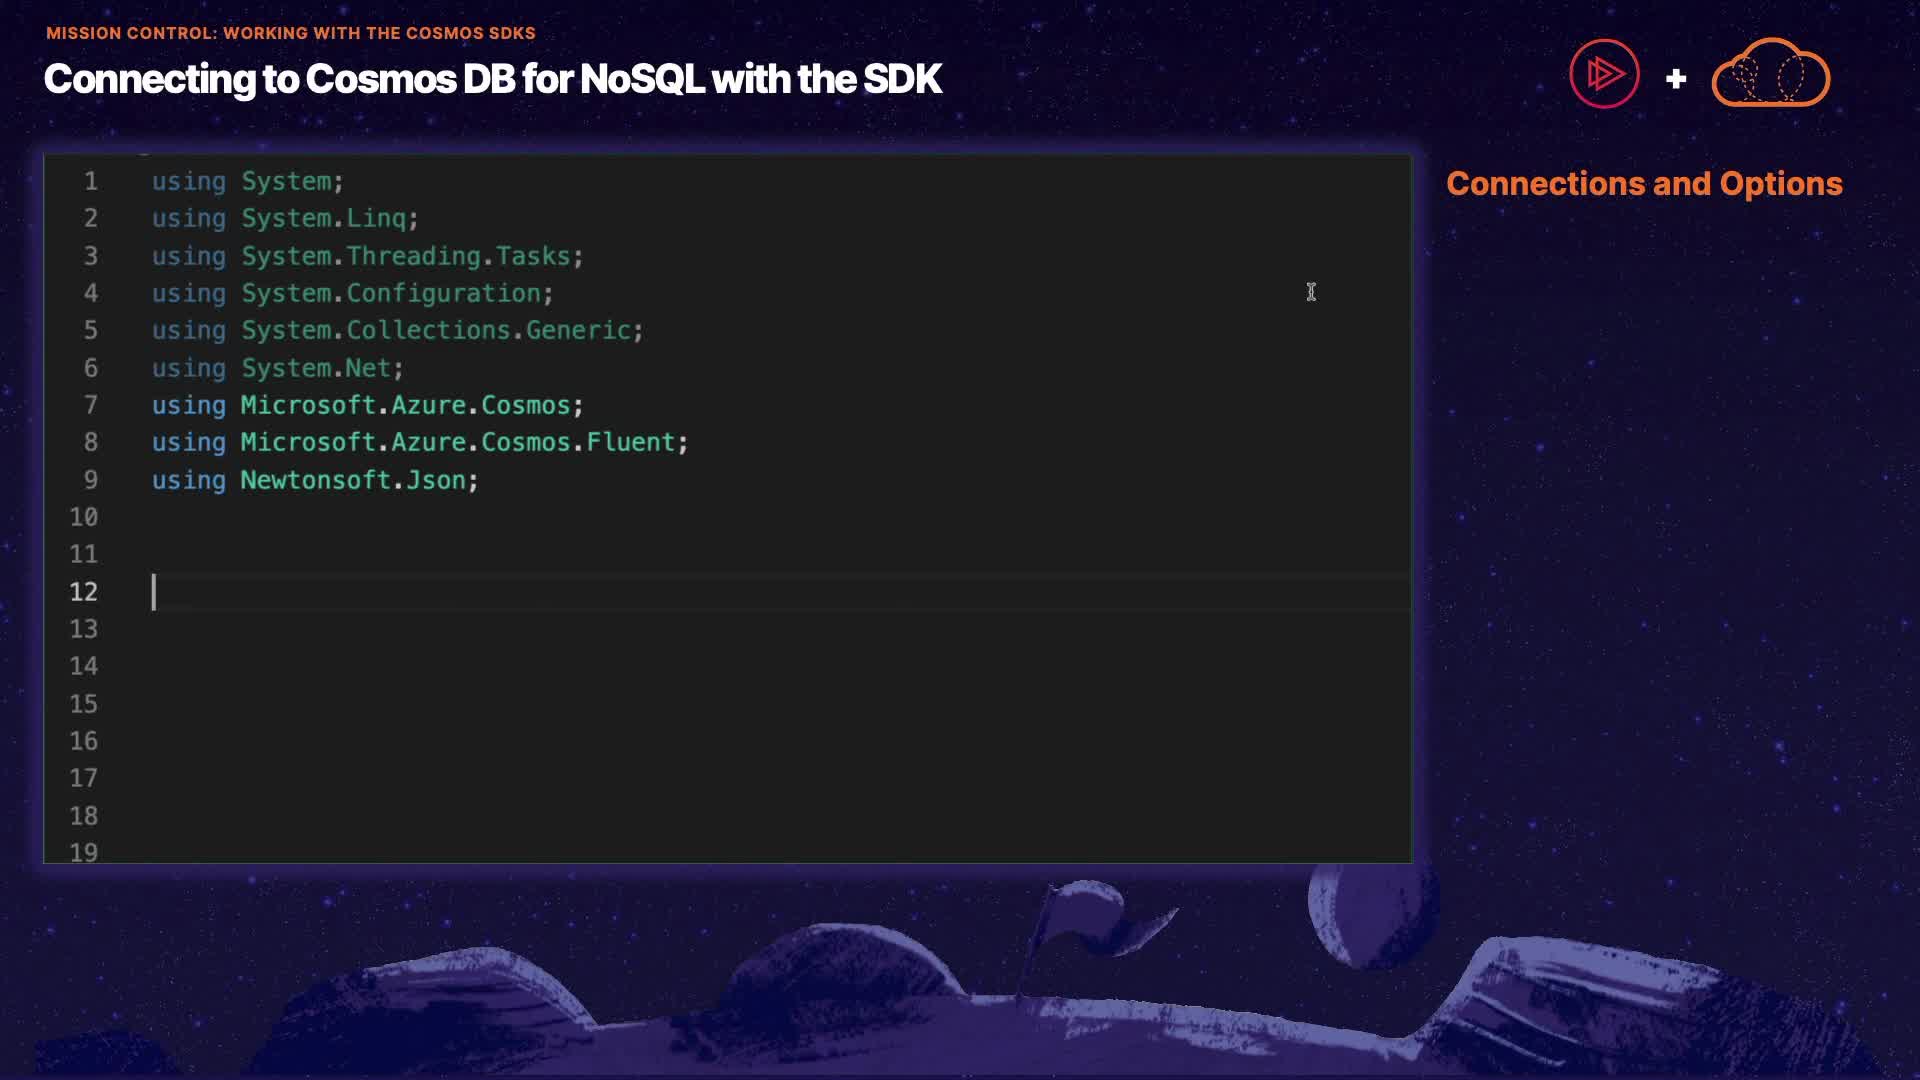 MISSION CONTROL: WORKING WITH THE COSMOS SDKS
Connecting to Cosmos DB for NoSQL with the SDK
+
Connections and Options
1 using System;
2 using System.Linq;
3 using System.Threading.Tasks;
4 using System.Configuration;
5 using System.Collections.Generic;
6 using System.Net;
7 using Microsoft.Azure.Cosmos;
8 using Microsoft.Azure.Cosmos.Fluent;
9 using Newtonsoft.Json;
10
11
12
13
14
15
16
17
18
19